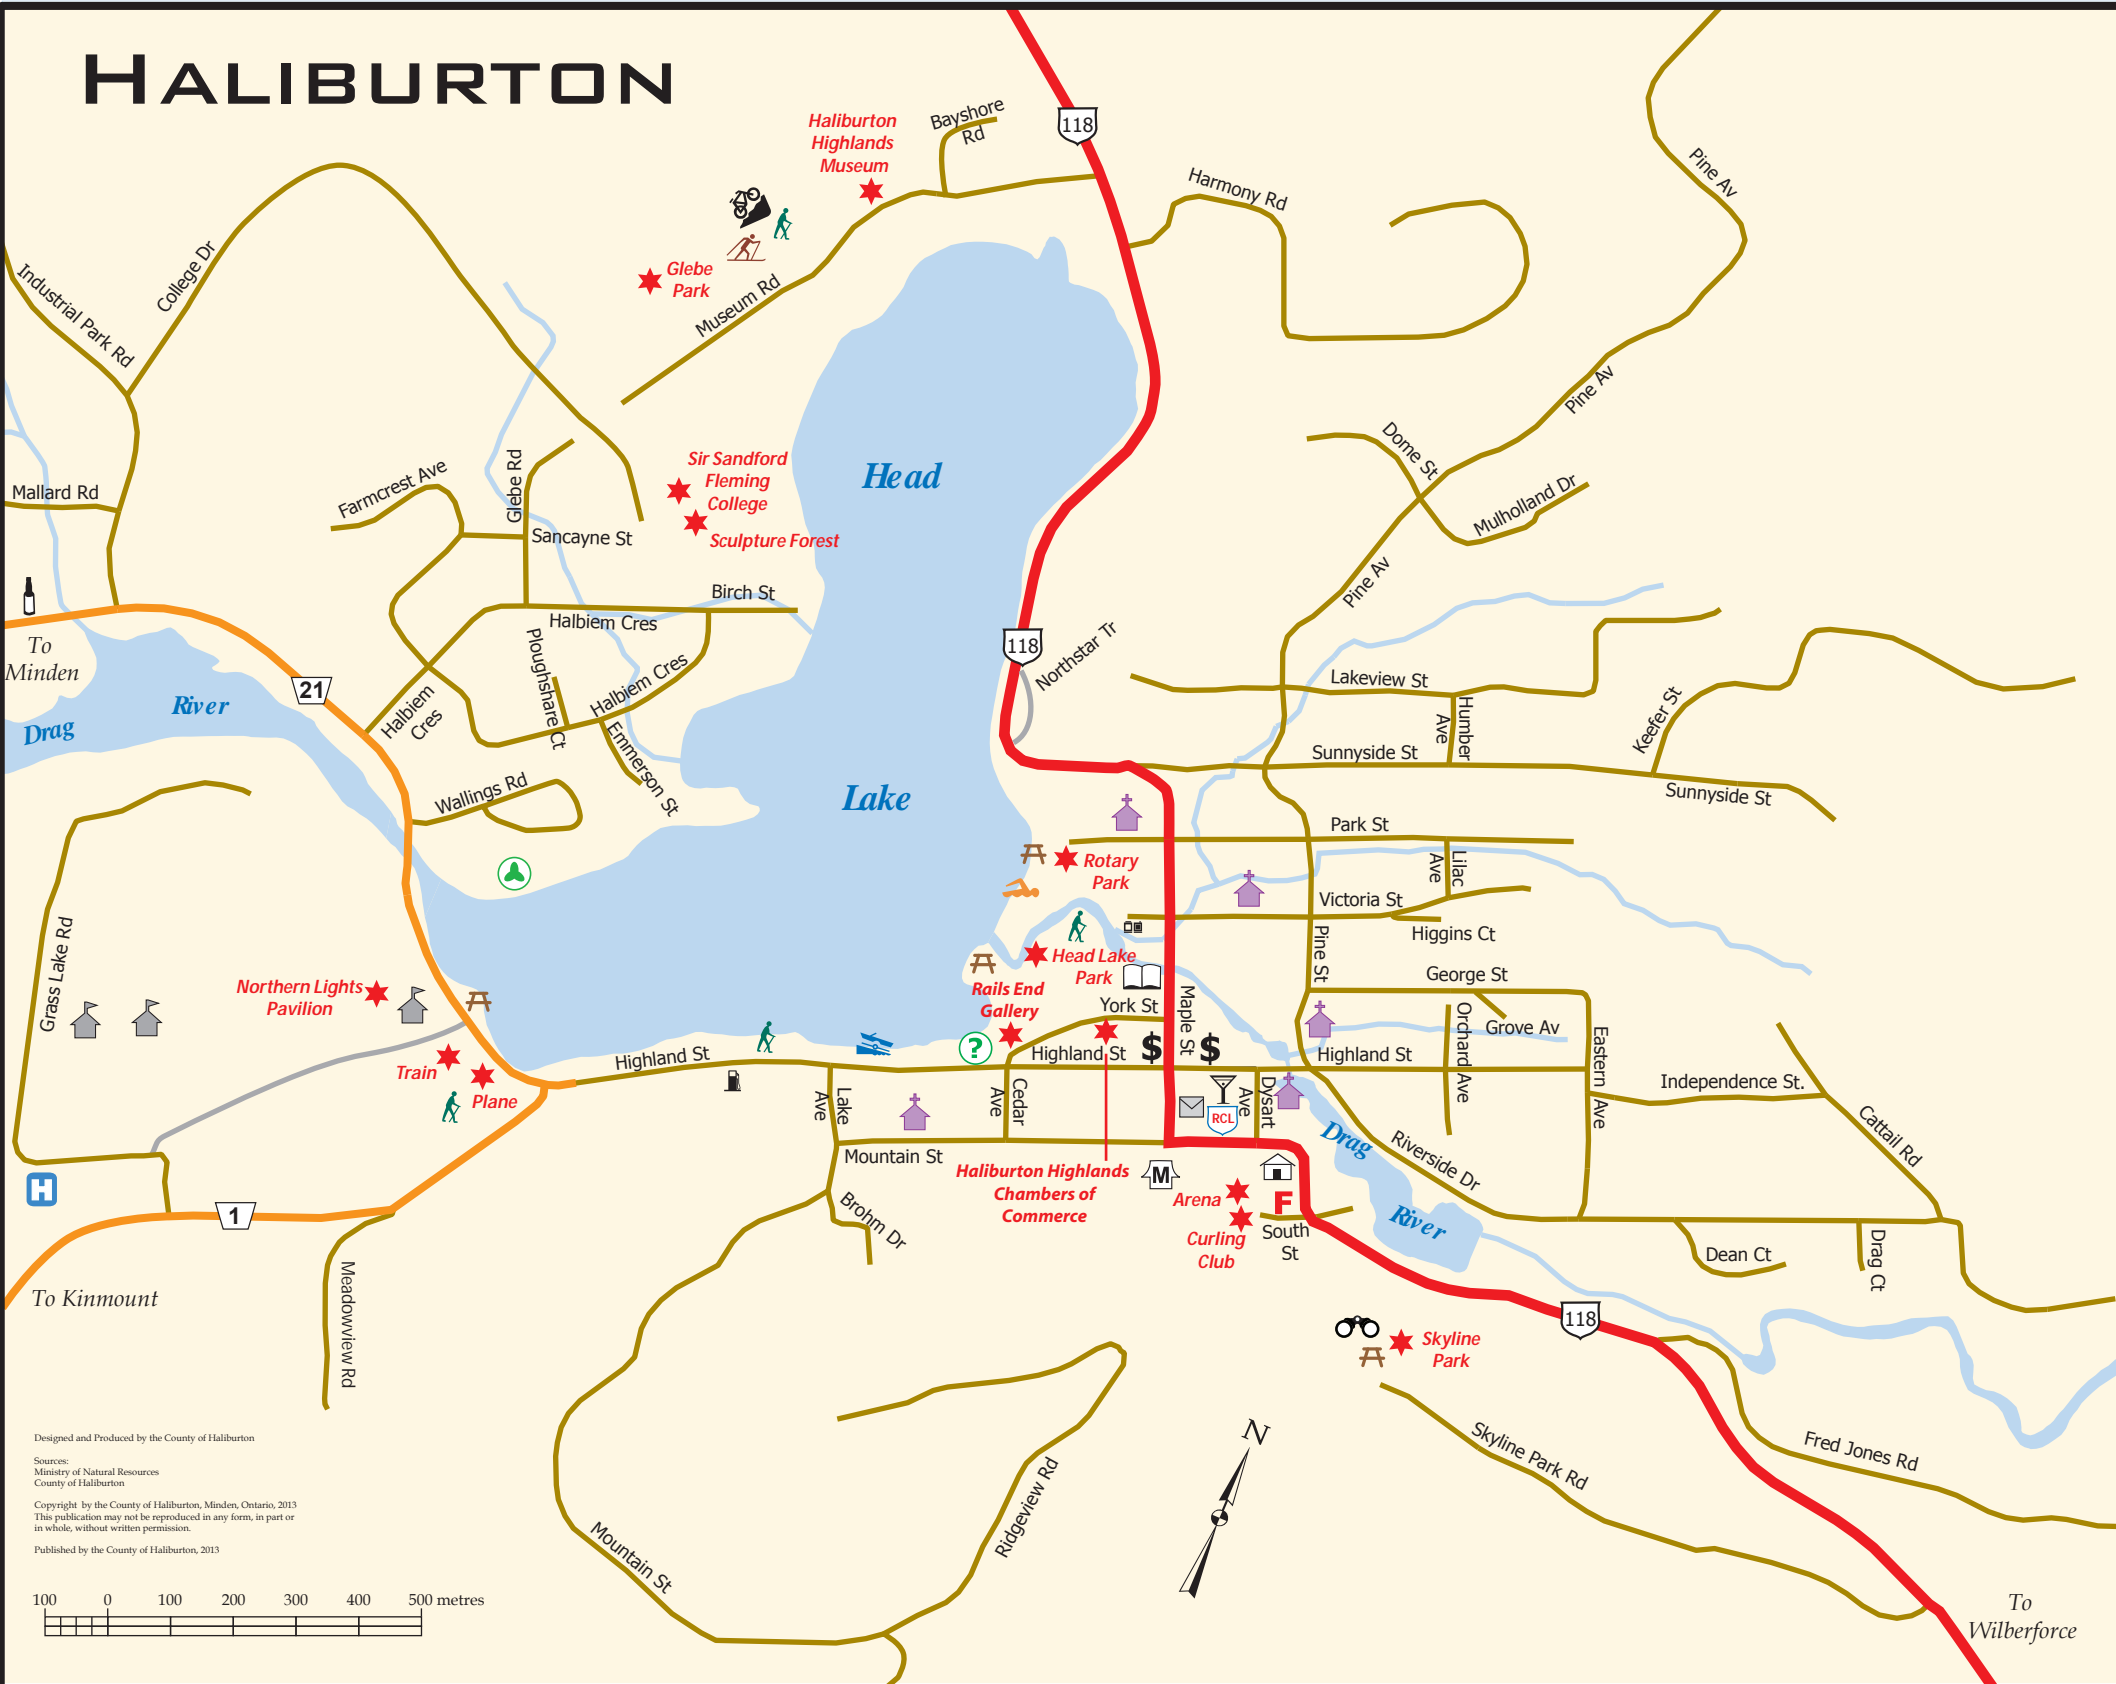 HALIBURTON
118
Haliburton
Highlands
Museum
Bayshore
Rd
Harmony Rd
Pine Av
Industrial Park Rd
College Dr
Glebe
Park
Museum Rd
Pine Av
Dome St
Mulholland Dr
Head
Sir Sandford
Fleming
College
Sculpture Forest
Mallard Rd
Farmcrest Ave
Glebe Rd
Sancayne St
Birch St
Halbiem Cres
Pine Av
To
Minden
21
118
Northstar Tr
Drag
River
Halbiem
Cres
Ploughshare Ct
Halbiem Cres
Emmerson St
Wallings Rd
Lake
Lakeview St
Humber
Ave
Keefer St
Sunnyside St
Sunnyside St
Park St
Lilac
Ave
Rotary
Park
Victoria St
Higgins Ct
Pine St
Grass Lake Rd
Northern Lights
Pavilion
Head Lake
Park
George St
Rails End
Gallery
York St
Maple St
Orchard Ave
Grove Av
Eastern
Ave
Train
Plane
Highland St
?
Highland St
$
$
Highland St
Independence St.
Lake
Ave
Cedar
Ave
Dysart
Ave
RCL
Cattail Rd
Mountain St
Drag
River
Riverside Dr
H
1
Haliburton Highlands
Chambers of
Commerce
M
Arena
F
Curling
Club
South
St
Brohm Dr
Dean Ct
Drag Ct
To Kinmount
Meadowview Rd
118
Skyline
Park
Skyline Park Rd
Fred Jones Rd
N
Ridgeview Rd
Mountain St
To
Wilberforce
Designed and Produced by the County of Haliburton
Sources:
Ministry of Natural Resources
County of Haliburton
Copyright by the County of Haliburton, Minden, Ontario, 2013
This publication may not be reproduced in any form, in part or
in whole, without written permission.
Published by the County of Haliburton, 2013
100 0 100 200 300 400 500 metres